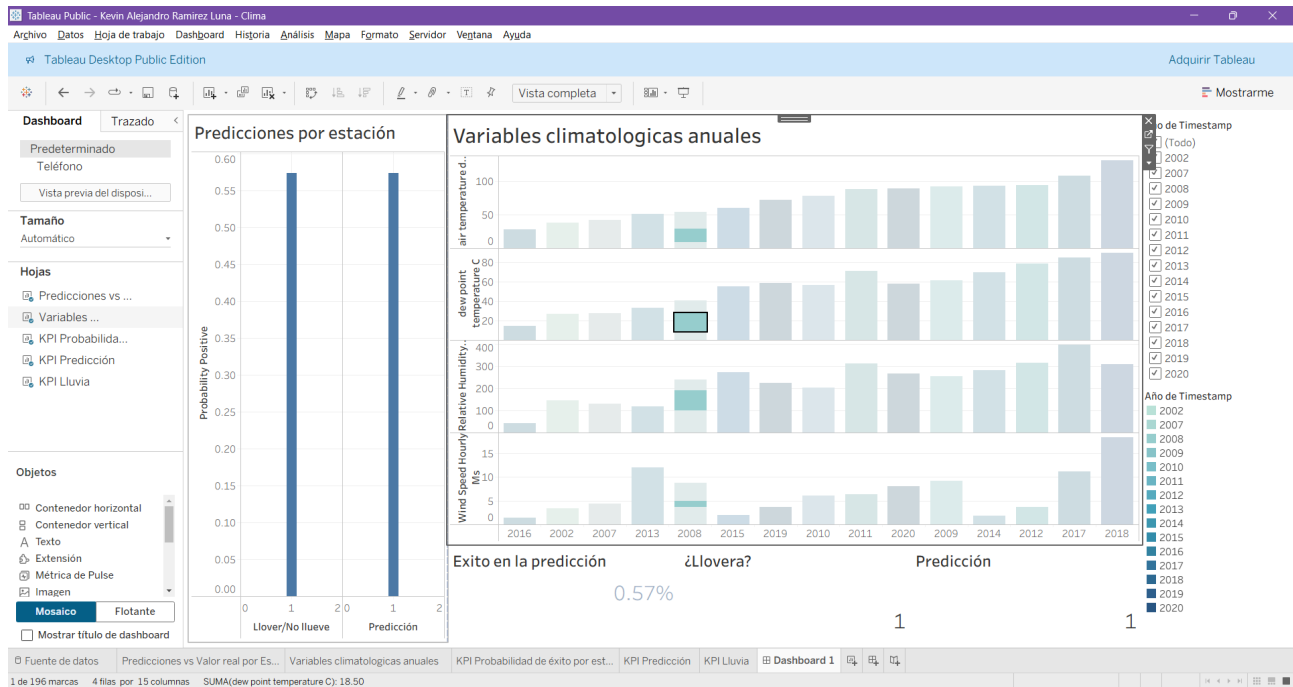 Tableau Public - Kevin Alejandro Ramirez Luna - Clima
Archivo Datos Hoja de trabajo Dashboard Historia Análisis Mapa Formato Servidor Ventana Ayuda
Tableau Desktop Public Edition
Adquirir Tableau
Vista completa
Mostrarme
Dashboard
Trazado
Predeterminado
Teléfono
Vista previa del disposi...
Tamaño
Automático
Hojas
Predicciones vs ...
Variables ...
KPI Probabilida...
KPI Predicción
KPI Lluvia
Objetos
Contenedor horizontal
Contenedor vertical
A Texto
Extensión
Métrica de Pulse
Imagen
Mosaico
Flotante
Mostrar título de dashboard
Predicciones por estación
Probability Positive
0.60
0.55
0.50
0.45
0.40
0.35
0.30
0.25
0.20
0.15
0.10
0.05
0.00
0 1 2 0 1 2
Llover/No llueve
Predicción
Variables climatologicas anuales
air temperature d..
100
50
0
dew point
temperature C
80
60
40
20
Relative Humidity..
400
300
200
100
0
Wind Speed Hourly
Ms
15
10
5
0
2016 2002 2007 2013 2008 2015 2019 2010 2011 2020 2009 2014 2012 2017 2018
Exito en la predicción
0.57%
¿Llovera?
1
Predicción
1
o de Timestamp
(Todo)
2002
2007
2008
2009
2010
2011
2012
2013
2014
2015
2016
2017
2018
2019
2020
Año de Timestamp
2002
2007
2008
2009
2010
2011
2012
2013
2014
2015
2016
2017
2018
2019
2020
Fuente de datos
Predicciones vs Valor real por Es...
Variables climatologicas anuales
KPI Probabilidad de éxito por est...
KPI Predicción
KPI Lluvia
Dashboard 1
1 de 196 marcas 4 filas por 15 columnas SUMA(dew point temperature C): 18.50